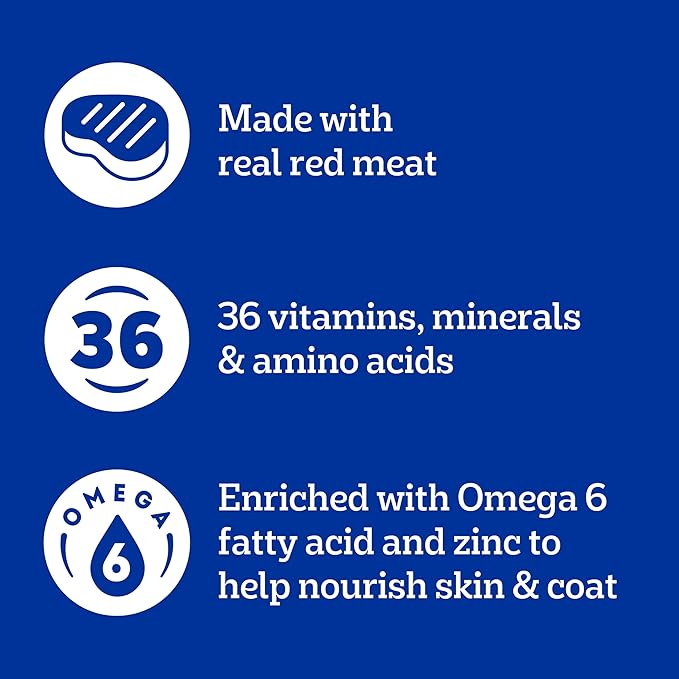 Made with
real red meat
36
36 vitamins, minerals
& amino acids
OMEGA
6
Enriched with Omega 6
fatty acid and zinc to
help nourish skin & coat